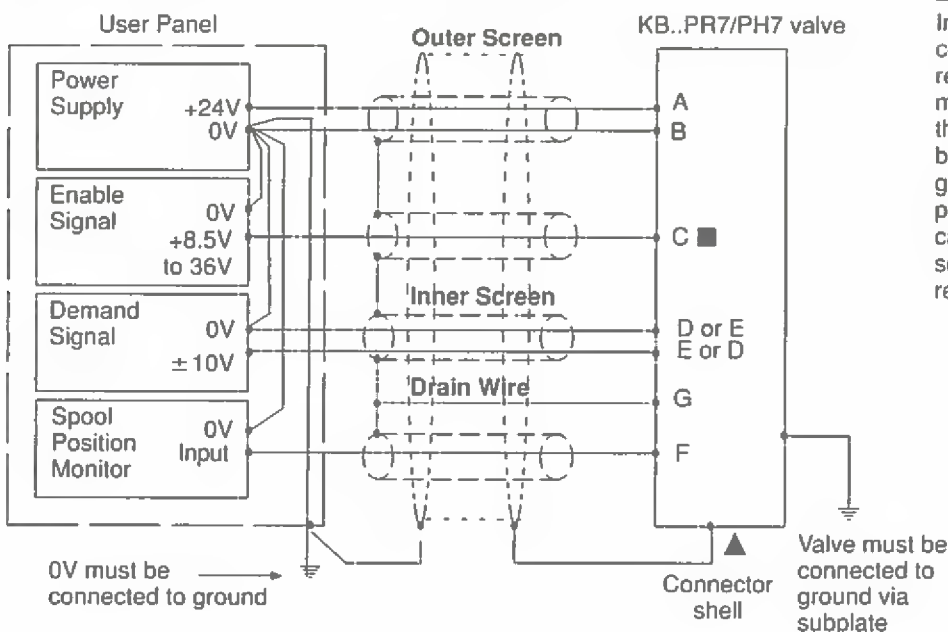 User Panel
Outer Screen
KB..PR7/PH7 valve
Power
Supply
+24V
0V
A
B
Enable
Signal
0V
+8.5V
to 36V
C ■
Inner Screen
Demand
Signal
0V
±10V
D or E
E or D
Drain Wire
G
Spool
Position
Monitor
0V
Input
F
0V must be
connected to ground
▲
Connector
shell
Valve must be
connected to
ground via
subplate